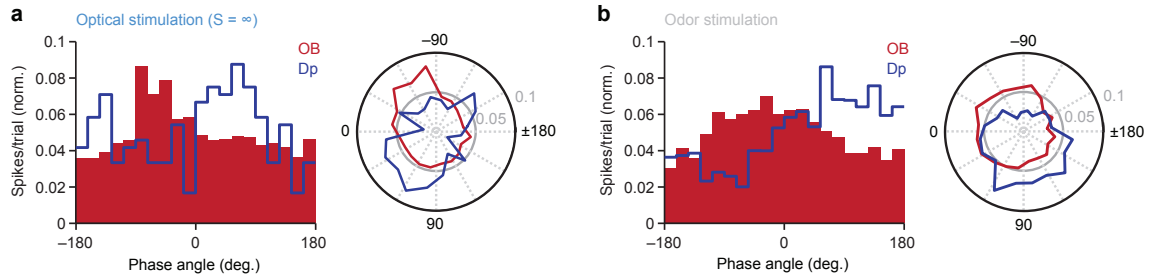 a
Optical stimulation (S = ∞)
Spikes/trial (norm.)
0.1
0.08
0.06
0.04
0.02
0
OB
Dp
−180
0
180
Phase angle (deg.)
−90
0.1
0.05
0
±180
90
b
Odor stimulation
Spikes/trial (norm.)
0.1
0.08
0.06
0.04
0.02
0
OB
Dp
−180
0
180
Phase angle (deg.)
−90
0.1
0.05
0
±180
90